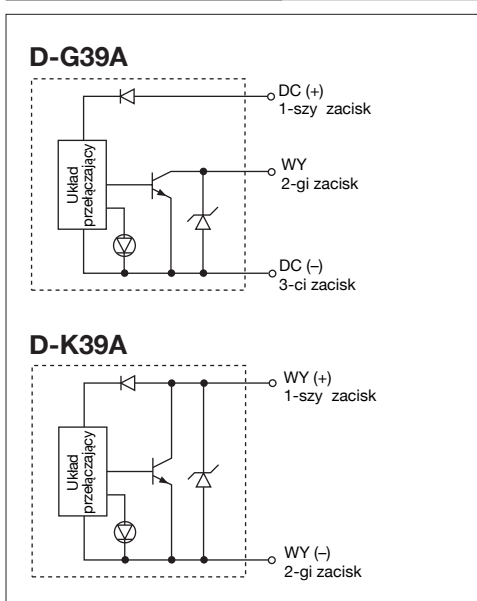 D-G39A
DC (+)
1-szy zacisk
Układ
przełączający
WY
2-gi zacisk
DC (–)
3-ci zacisk
D-K39A
WY (+)
1-szy zacisk
Układ
przełączający
WY (–)
2-gi zacisk